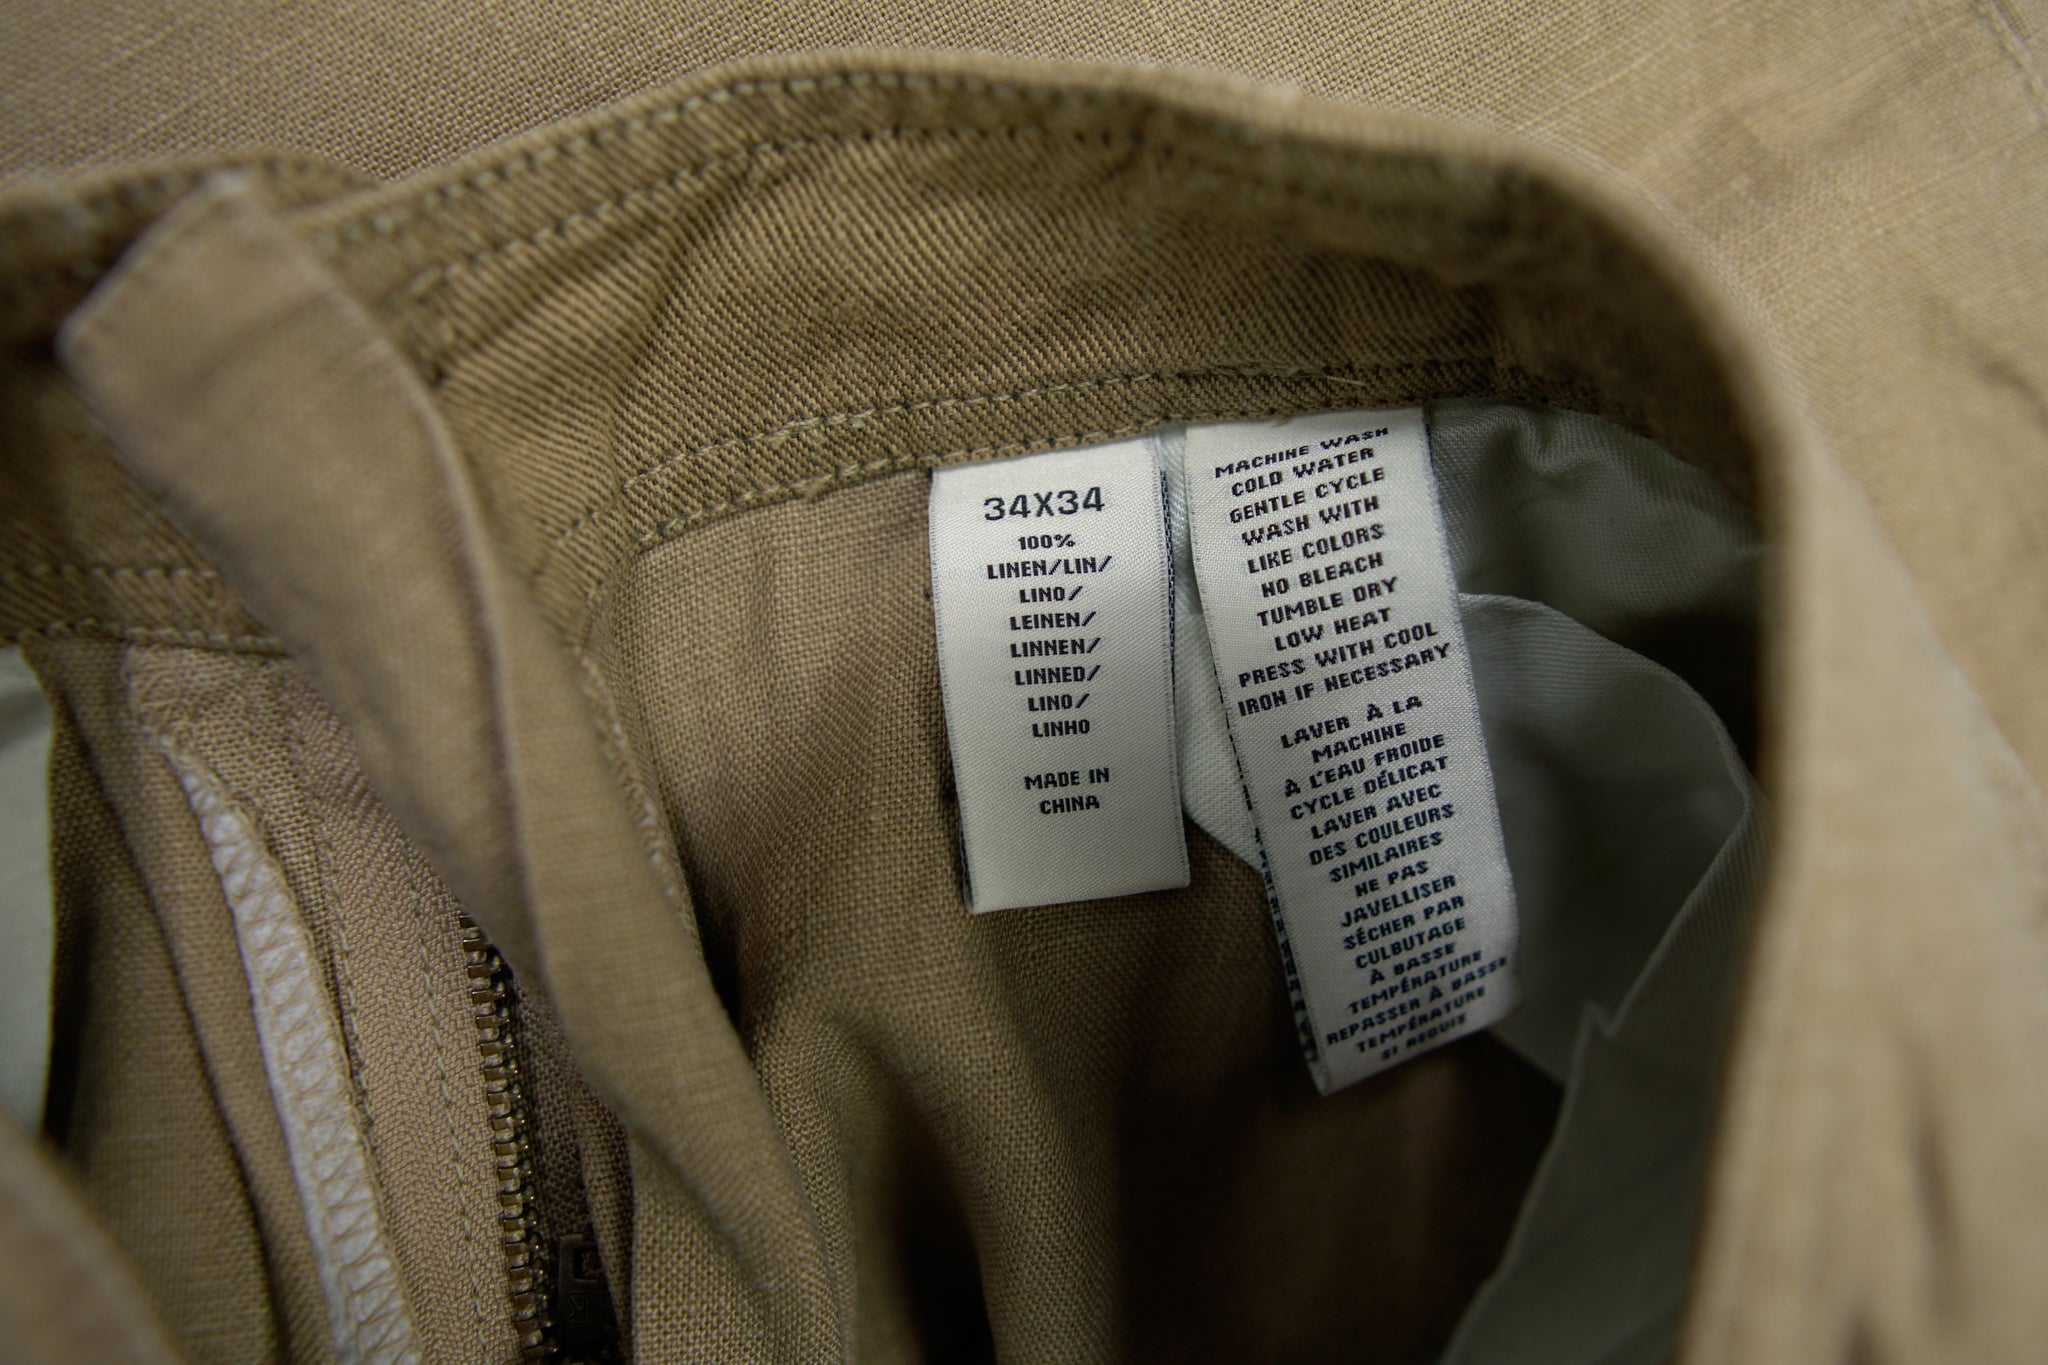 34X34
100%
LINEN/LIN/
LINO/
LEINEN/
LINNEN/
LINNED/
LINO/
LINHO
MADE IN
CHINA
MACHINE WASH
COLD WATER
GENTLE CYCLE
WASH WITH
LIKE COLORS
NO BLEACH
TUMBLE DRY
LOW HEAT
PRESS WITH COOL
IRON IF NECESSARY
LAVER À LA
MACHINE
À L'EAU FROIDE
CYCLE DÉLICAT
LAVER AVEC
DES COULEURS
SIMILAIRES
NE PAS
JAVELLISER
SÉCHER PAR
CULBUTAGE
À BASSE
TEMPÉRATURE
REPASSER À BASSE
TEMPÉRATURE
SI REQUIS